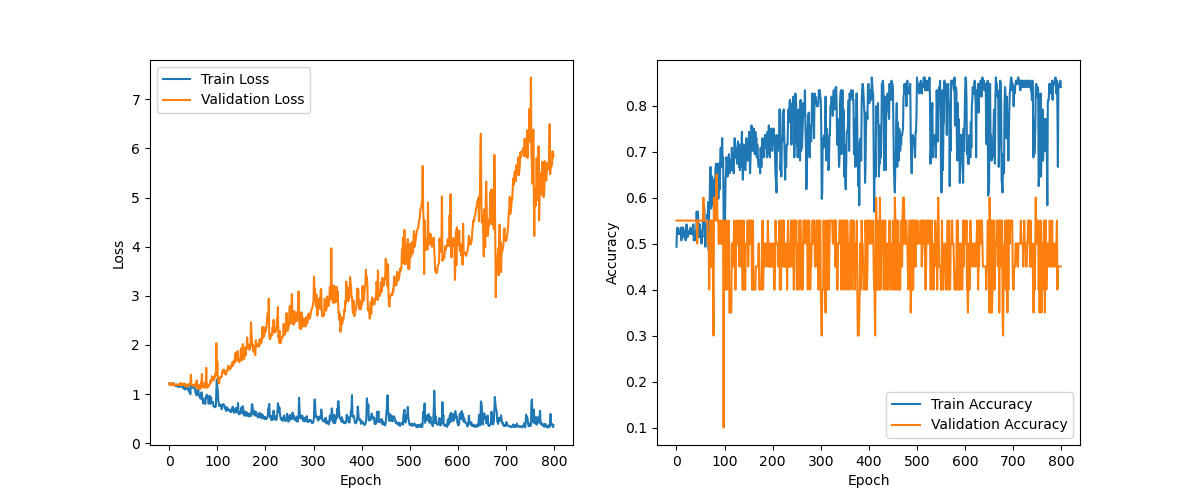 Train Loss
Validation Loss
7
6
5
4
3
2
1
0
Loss
0 100 200 300 400 500 600 700 800
Epoch
0.8
0.7
0.6
0.5
0.4
0.3
0.2
0.1
Accuracy
Train Accuracy
Validation Accuracy
0 100 200 300 400 500 600 700 800
Epoch